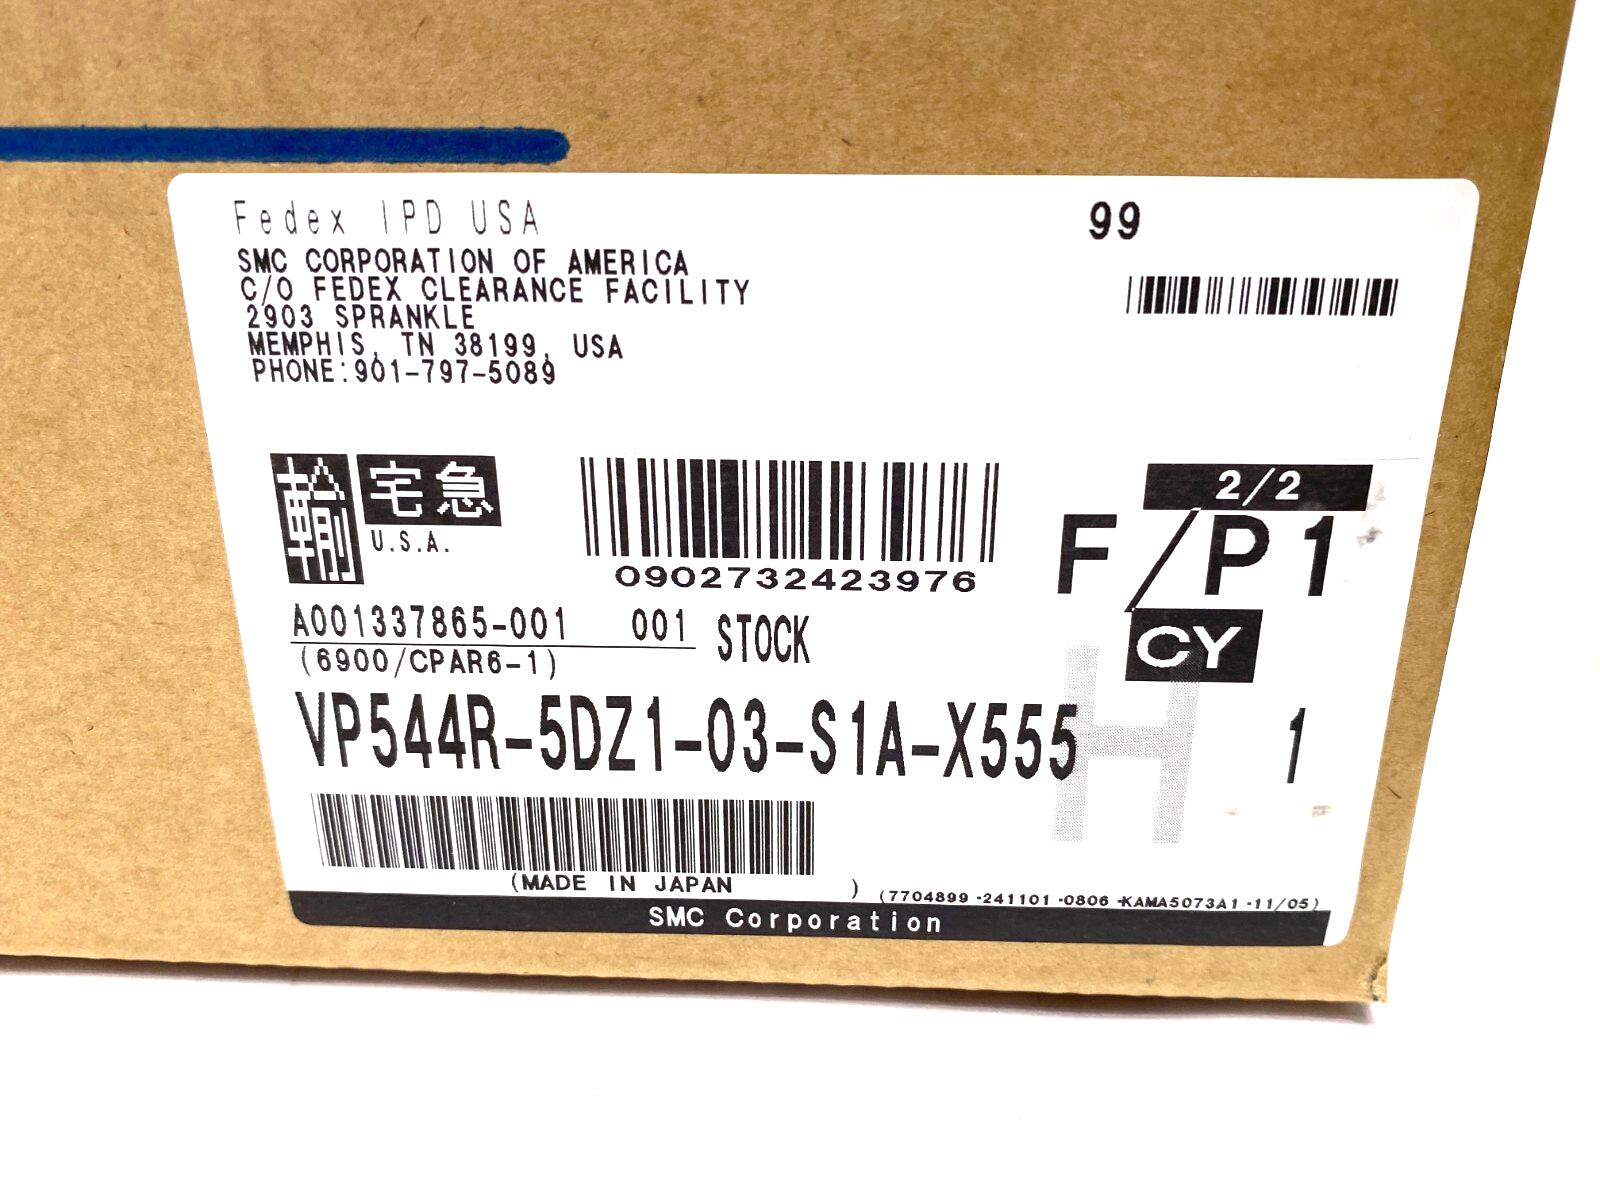 Fedex IPD USA
99
SMC CORPORATION OF AMERICA
C/O FEDEX CLEARANCE FACILITY
2903 SPRANKLE
MEMPHIS, TN 38199, USA
PHONE:901-797-5089
輸 宅急
U.S.A.
0902732423976
2/2
F/P1
CY
A001337865-001 001 STOCK
(6900/CPAR6-1)
H
VP544R-5DZ1-03-S1A-X555 1
(MADE IN JAPAN )
(7704899 -241101 -0806 -KAMA5073A1 -11/05)
SMC Corporation